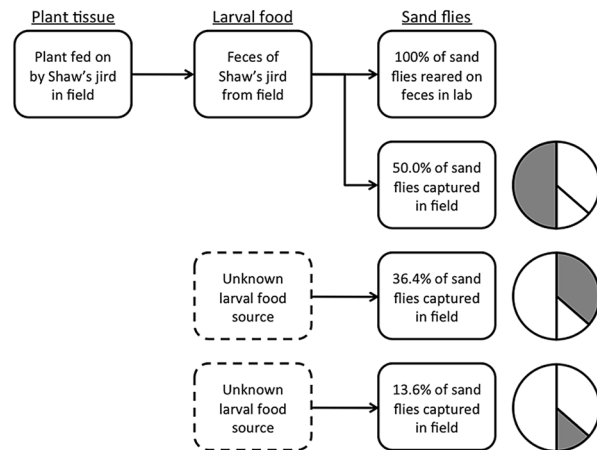 Plant tissue
Larval food
Sand flies
Plant fed on
by Shaw's jird
in field
Feces of
Shaw's jird
from field
100% of sand
flies reared on
feces in lab
50.0% of sand
flies captured
in field
Unknown
larval food
source
36.4% of sand
flies captured
in field
Unknown
larval food
source
13.6% of sand
flies captured
in field